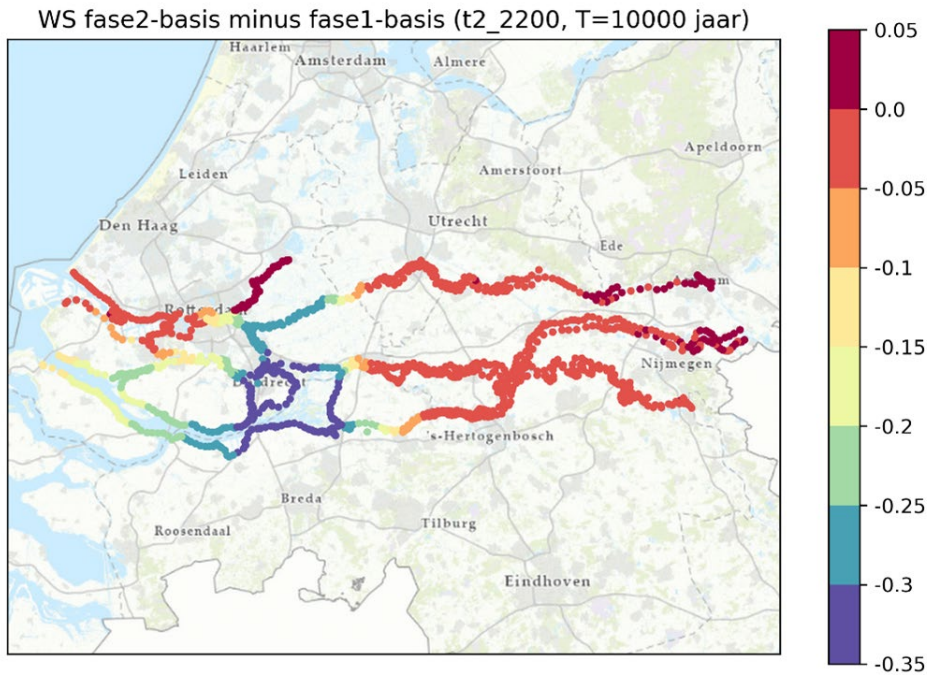 WS fase2-basis minus fase1-basis (t2_2200, T=10000 jaar)
0.05
Haarlem
Amsterdam
Almere
0.0
Apeldoorn
Leiden
Amersfoort
-0.05
Den Haag
Utrecht
Ede
-0.1
-0.15
Nijmegen
-0.2
's-Hertogenbosch
-0.25
Breda
Tilburg
Roosendaal
-0.3
Eindhoven
-0.35